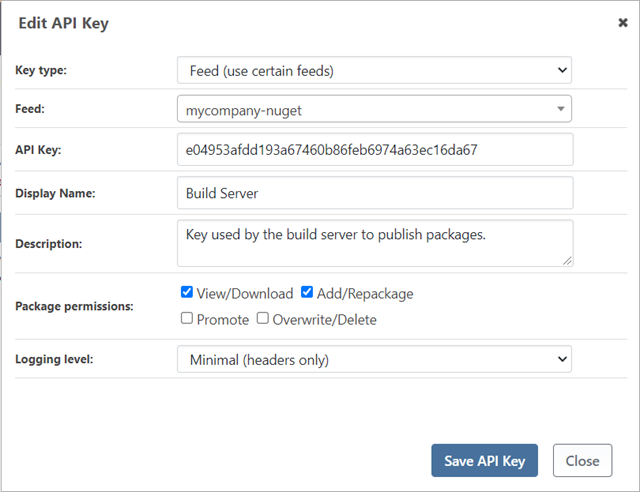 Edit API Key
Key type: Feed (use certain feeds)
Feed: mycompany-nuget
API Key: e04953afdd193a67460b86feb6974a63ec16da67
Display Name: Build Server
Description: Key used by the build server to publish packages.
Package permissions: View/Download Add/Repackage
Promote Overwrite/Delete
Logging level: Minimal (headers only)
Save API Key Close